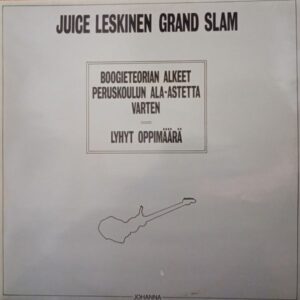 JUICE LESKINEN GRAND SLAM
BOOGIETEORIAN ALKEET
PERUSKOULUN ALA-ASTETTA
VARTEN
LYHYT OPPIMÄÄRÄ
JOHANNA